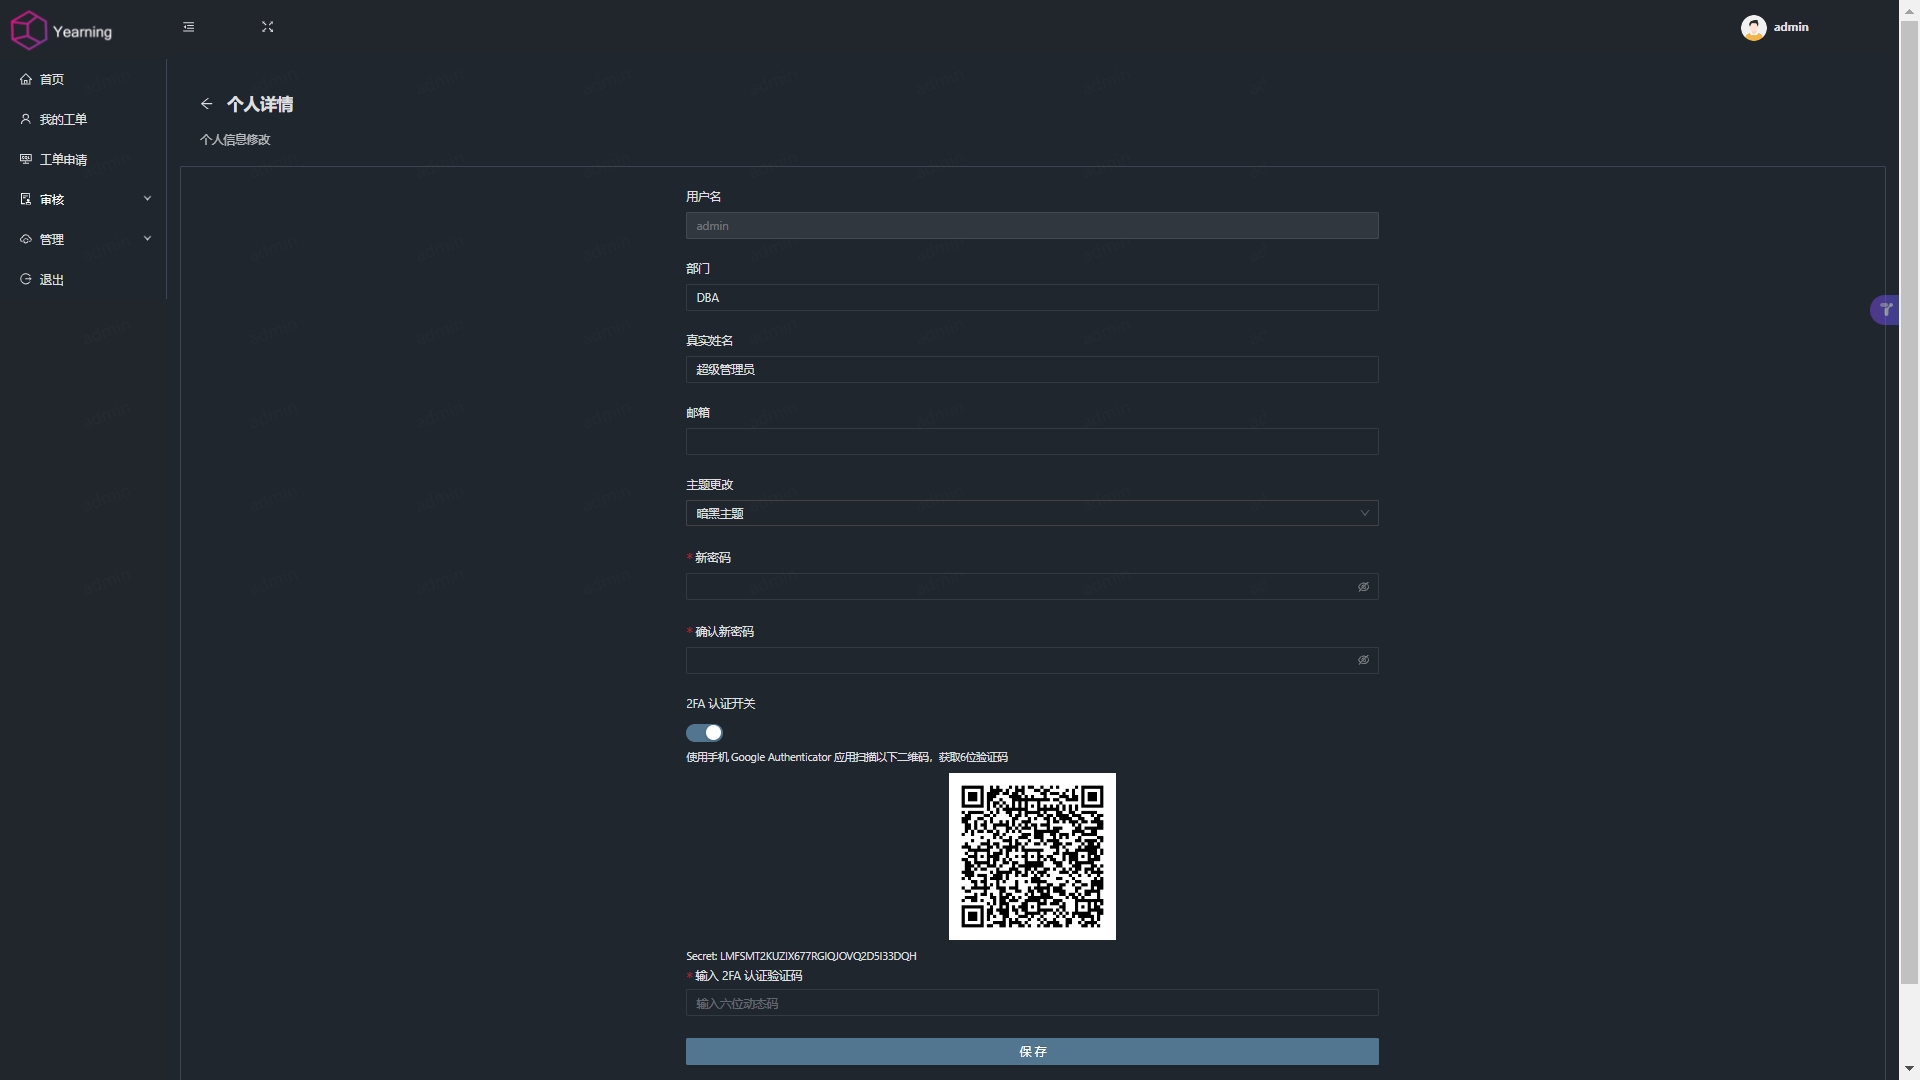 Yearning
admin
首页
我的工单
工单申请
审核
管理
退出
个人详情
个人信息修改
用户名
admin
部门
DBA
真实姓名
超级管理员
邮箱
主题更改
暗黑主题
* 新密码
* 确认新密码
2FA 认证开关
使用手机 Google Authenticator 应用扫描以下二维码，获取6位验证码
Secret: LMFSMT2KUZIX677RGIQJOVQ2D5I33DQH
* 输入 2FA 认证验证码
输入六位动态码
保存